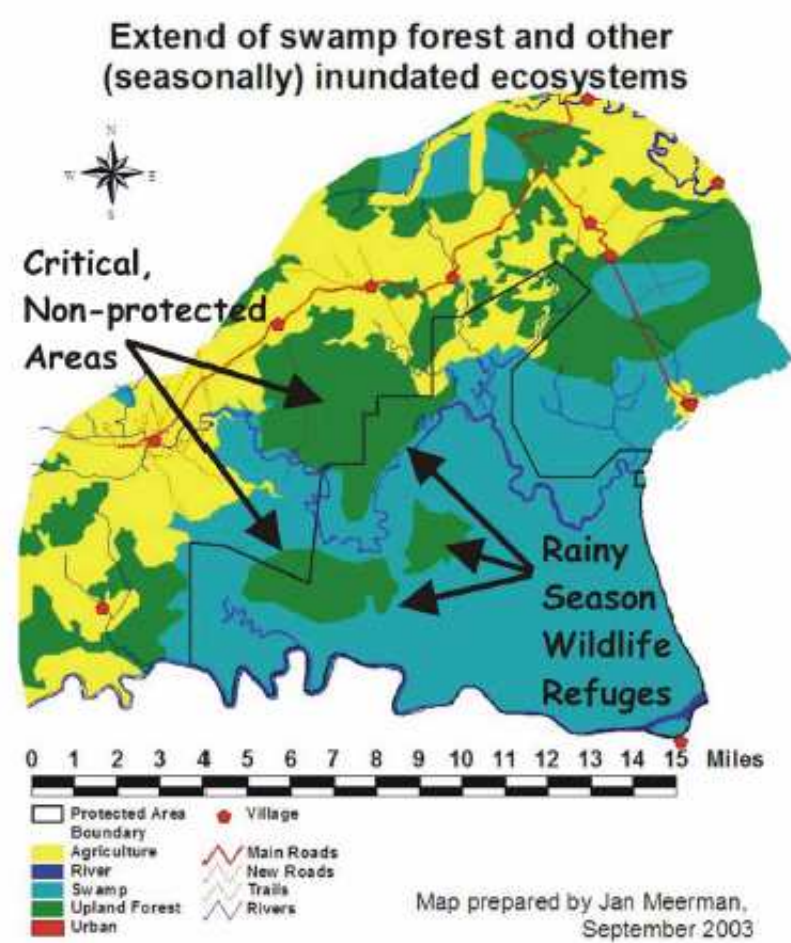 Extend of swamp forest and other
(seasonally) inundated ecosystems
N
W E
S
Critical,
Non-protected
Areas
Rainy
Season
Wildlife
Refuges
0 1 2 3 4 5 6 7 8 9 10 11 12 13 14 15 Miles
Protected Area
Boundary
Agriculture
River
Swamp
Upland Forest
Urban
Village
Main Roads
New Roads
Trails
Rivers
Map prepared by Jan Meerman,
September 2003